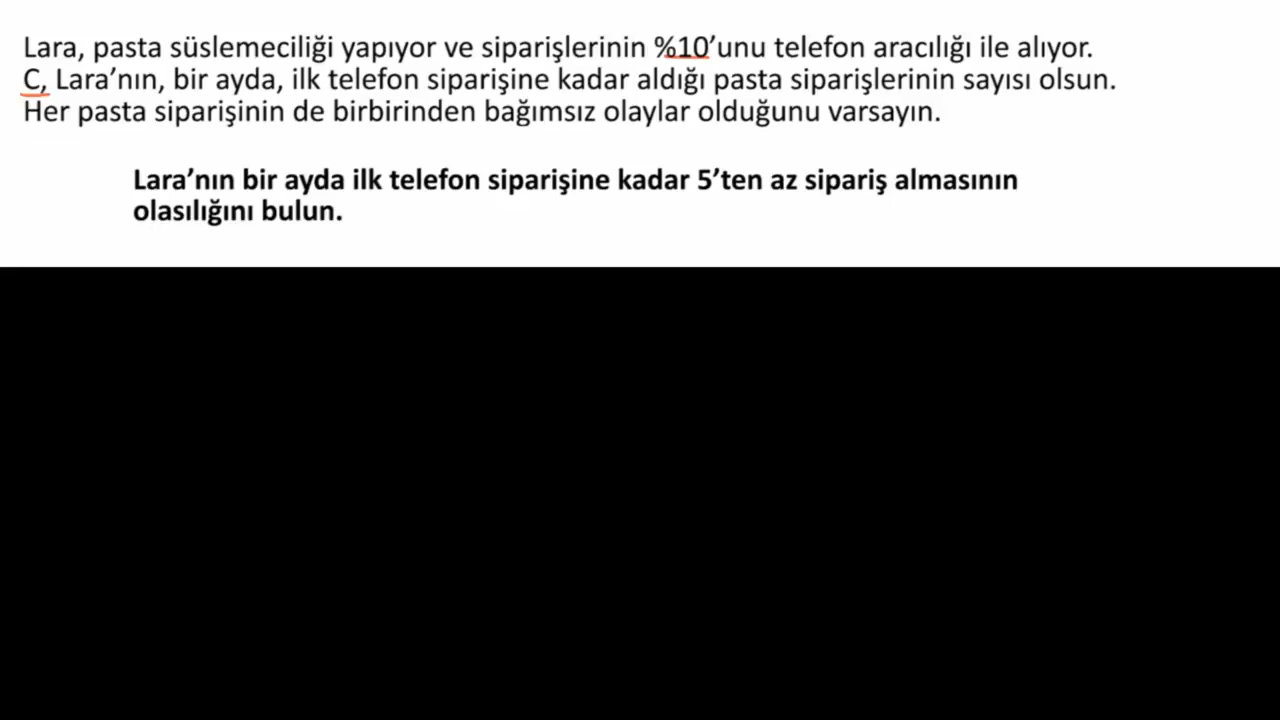 Lara, pasta süslemeciliği yapıyor ve siparişlerinin %10'unu telefon aracılığı ile alıyor.
C, Lara'nın, bir ayda, ilk telefon siparişine kadar aldığı pasta siparişlerinin sayısı olsun.
Her pasta siparişinin de birbirinden bağımsız olaylar olduğunu varsayın.
Lara'nın bir ayda ilk telefon siparişine kadar 5'ten az sipariş almasının
olasılığını bulun.